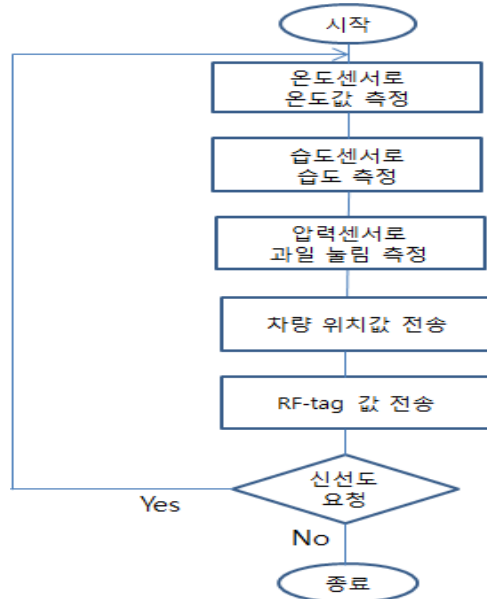 시작
온도센서로
온도값 측정
습도센서로
습도 측정
압력센서로
과일 눌림 측정
차량 위치값 전송
RF-tag 값 전송
신선도
요청
Yes
No
종료